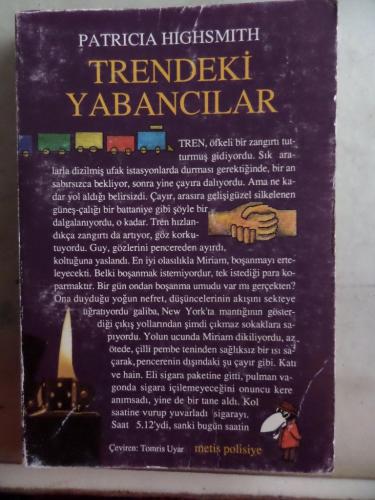 PATRICIA HIGHSMITH
TRENDEKİ
YABANCILAR
TREN, öfkeli bir zangırtı tut-
turmuş gidiyordu. Sık ara-
larla dizilmiş ufak istasyonlarda durması gerektiğinde, bir an
sabırsızca bekliyor, sonra yine çayıra dalıyordu. Ama ne ka-
dar yol aldığı belirsizdi. Çayır, arasıra gelişigüzel silkelenen
güneş-çalığı bir battaniye gibi şöyle bir
dalgalanıyordu, o kadar. Tren hızlan-
dıkça zangırtı da artıyor, göz korku-
tuyordu. Guy, gözlerini pencereden ayırdı,
koltuğuna yaslandı. En iyi olasılıkla Miriam, boşanmayı erte-
leyecekti. Belki boşanmak istemiyordur, tek istediği para ko-
parmaktır. Bir gün ondan boşanma umudu var mı gerçekten?
Ona duyduğu yoğun nefret, düşüncelerinin akışını sekteye
uğratıyordu galiba, New York'ta mantığının göster-
diği çıkış yollarından şimdi çıkmaz sokaklara sa-
pıyordu. Yolun ucunda Miriam dikiliyordu, az
ötede, çilli pembe teninden sağlıksız bir ısı sa-
çarak, pencerenin dışındaki şu çayır gibi. Katı
ve hain. Eli sigara paketine gitti, pulman va-
gonda sigara içilemeyeceğini onuncu kere
anımsadı, yine de bir tane aldı. Kol
saatine vurup yuvarladı sigarayı.
Saat 5.12'ydi, sanki bugün saatin
Çeviren: Tomris Uyar
metis polisiye